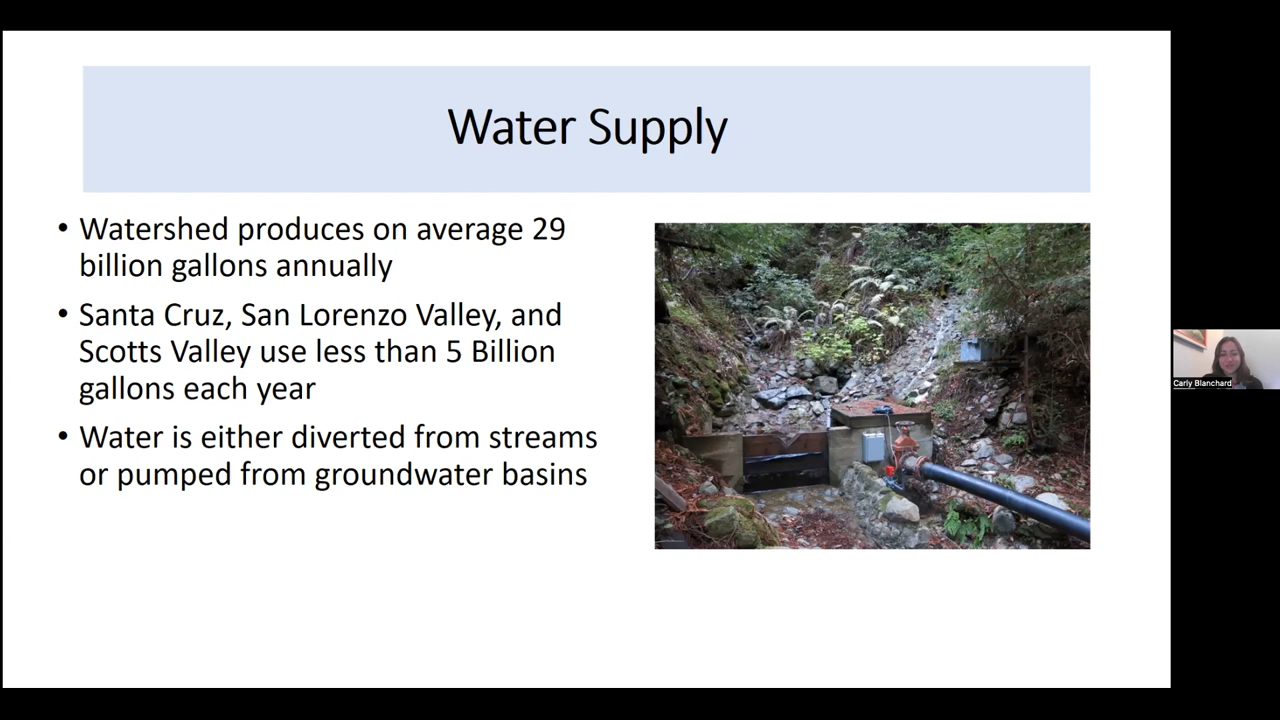 Water Supply
• Watershed produces on average 29
billion gallons annually
• Santa Cruz, San Lorenzo Valley, and
Scotts Valley use less than 5 Billion
gallons each year
• Water is either diverted from streams
or pumped from groundwater basins
Carly Blanchard